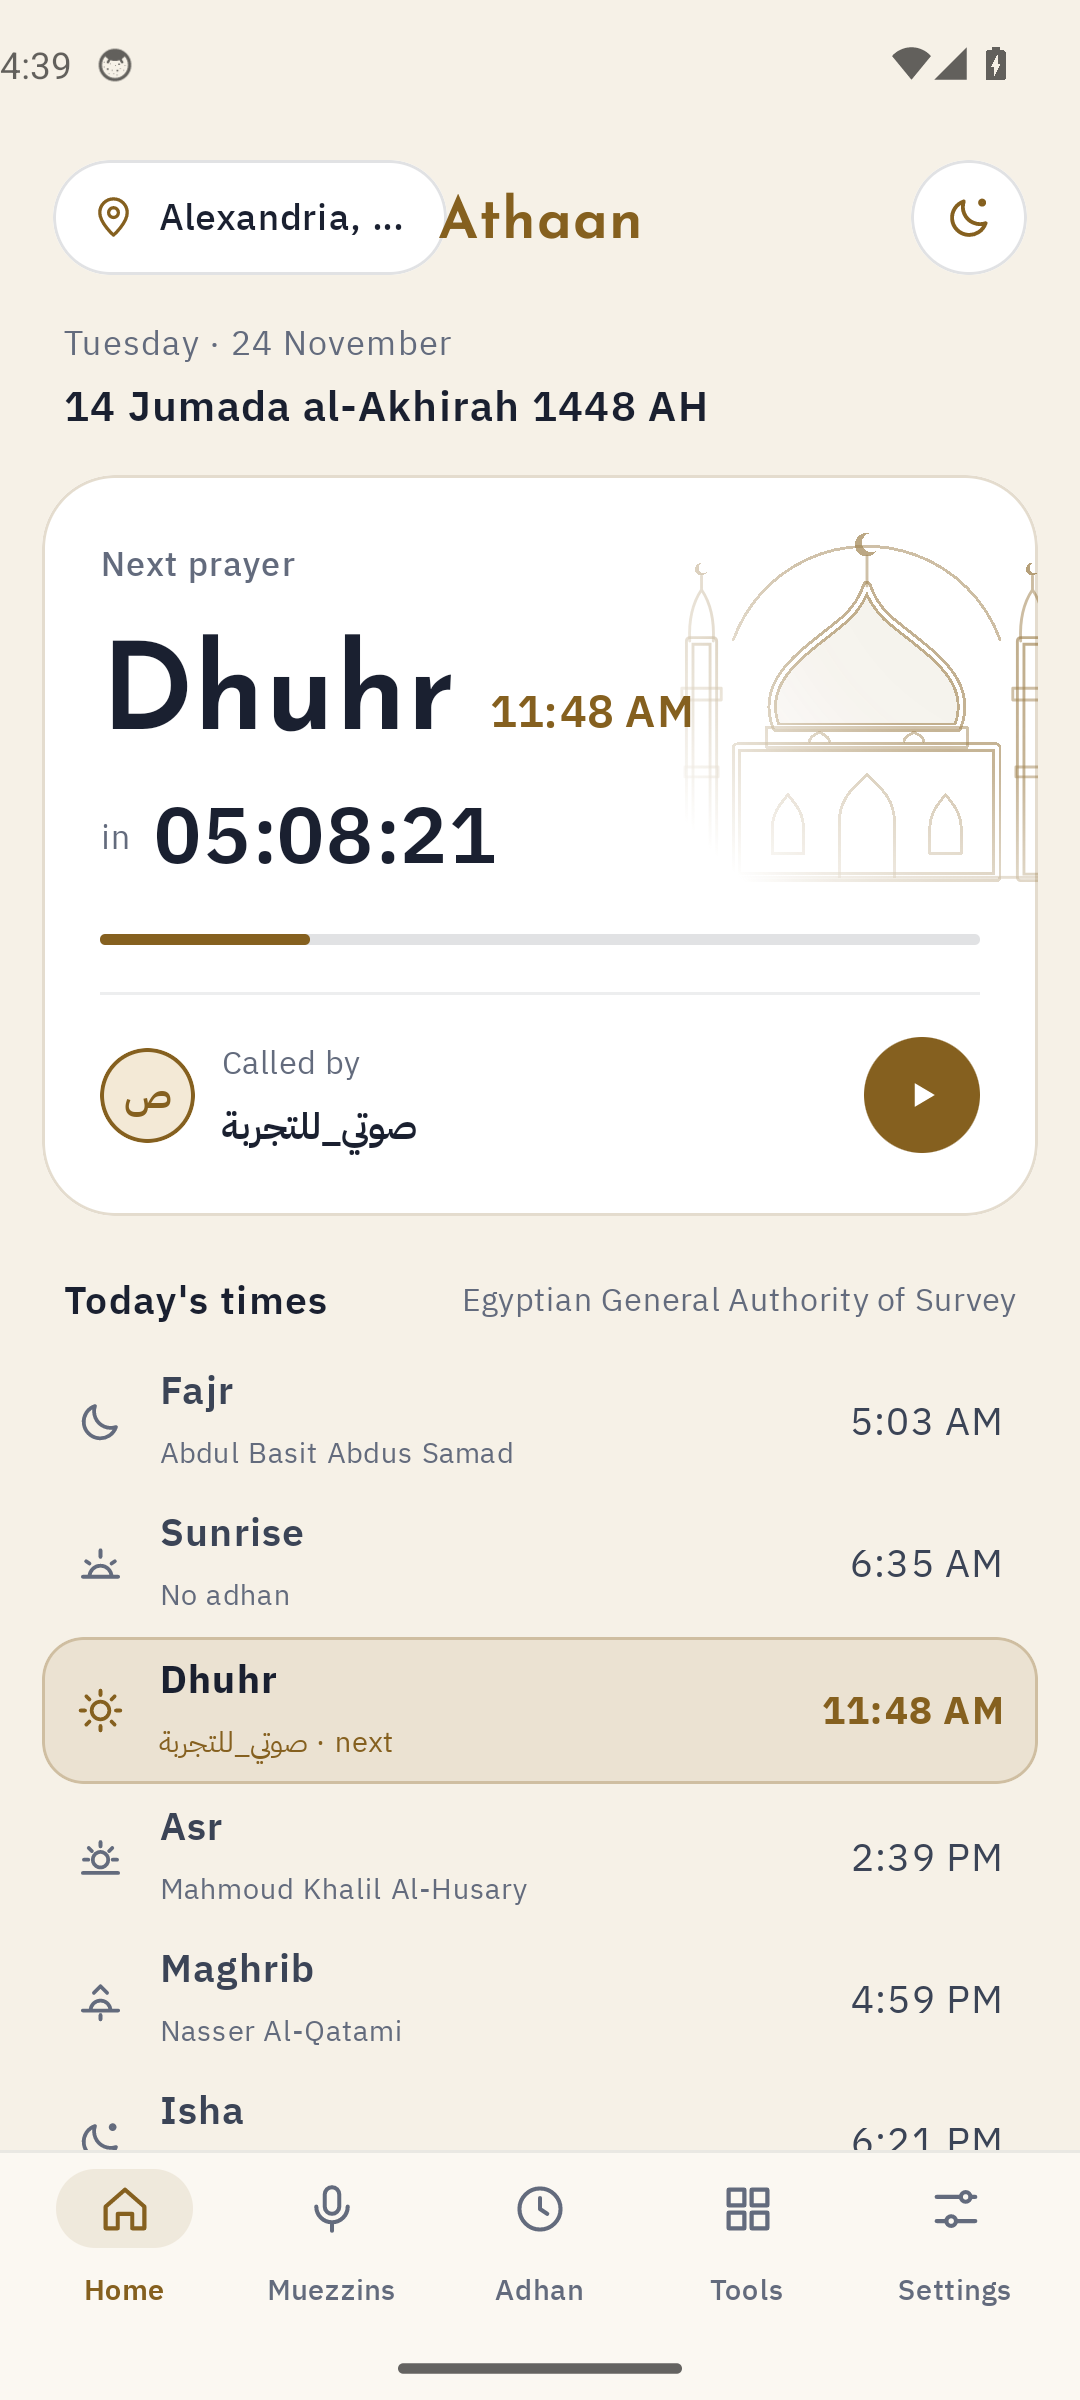 4:39
Alexandria, ...
Athaan
Tuesday · 24 November
14 Jumada al-Akhirah 1448 AH
Next prayer
Dhuhr 11:48 AM
in 05:08:21
ص
Called by
صوتي_للتجربة
Today's times
Egyptian General Authority of Survey
Fajr
Abdul Basit Abdus Samad
5:03 AM
Sunrise
No adhan
6:35 AM
Dhuhr
صوتي_للتجربة · next
11:48 AM
Asr
Mahmoud Khalil Al-Husary
2:39 PM
Maghrib
Nasser Al-Qatami
4:59 PM
Isha
6:21 PM
Home
Muezzins
Adhan
Tools
Settings